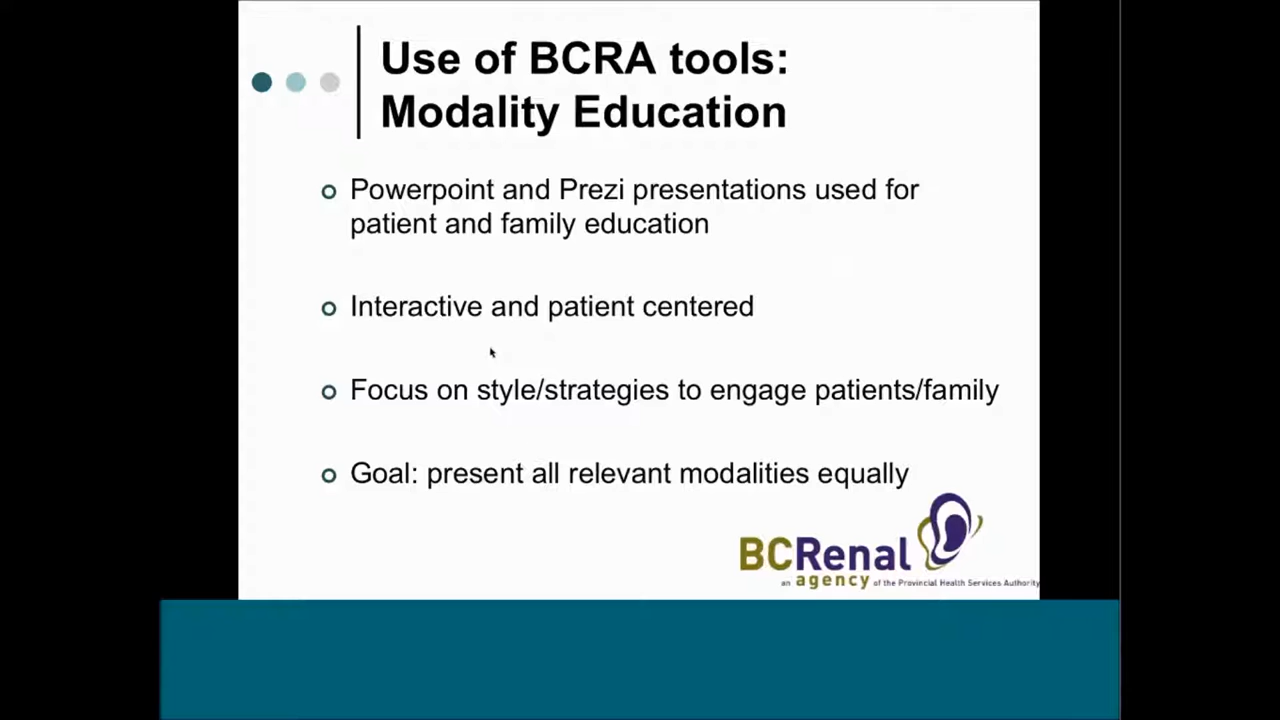 Use of BCRA tools:
Modality Education
Powerpoint and Prezi presentations used for
patient and family education
Interactive and patient centered
Focus on style/strategies to engage patients/family
Goal: present all relevant modalities equally
BCRenal
an agency of the Provincial Health Services Authority